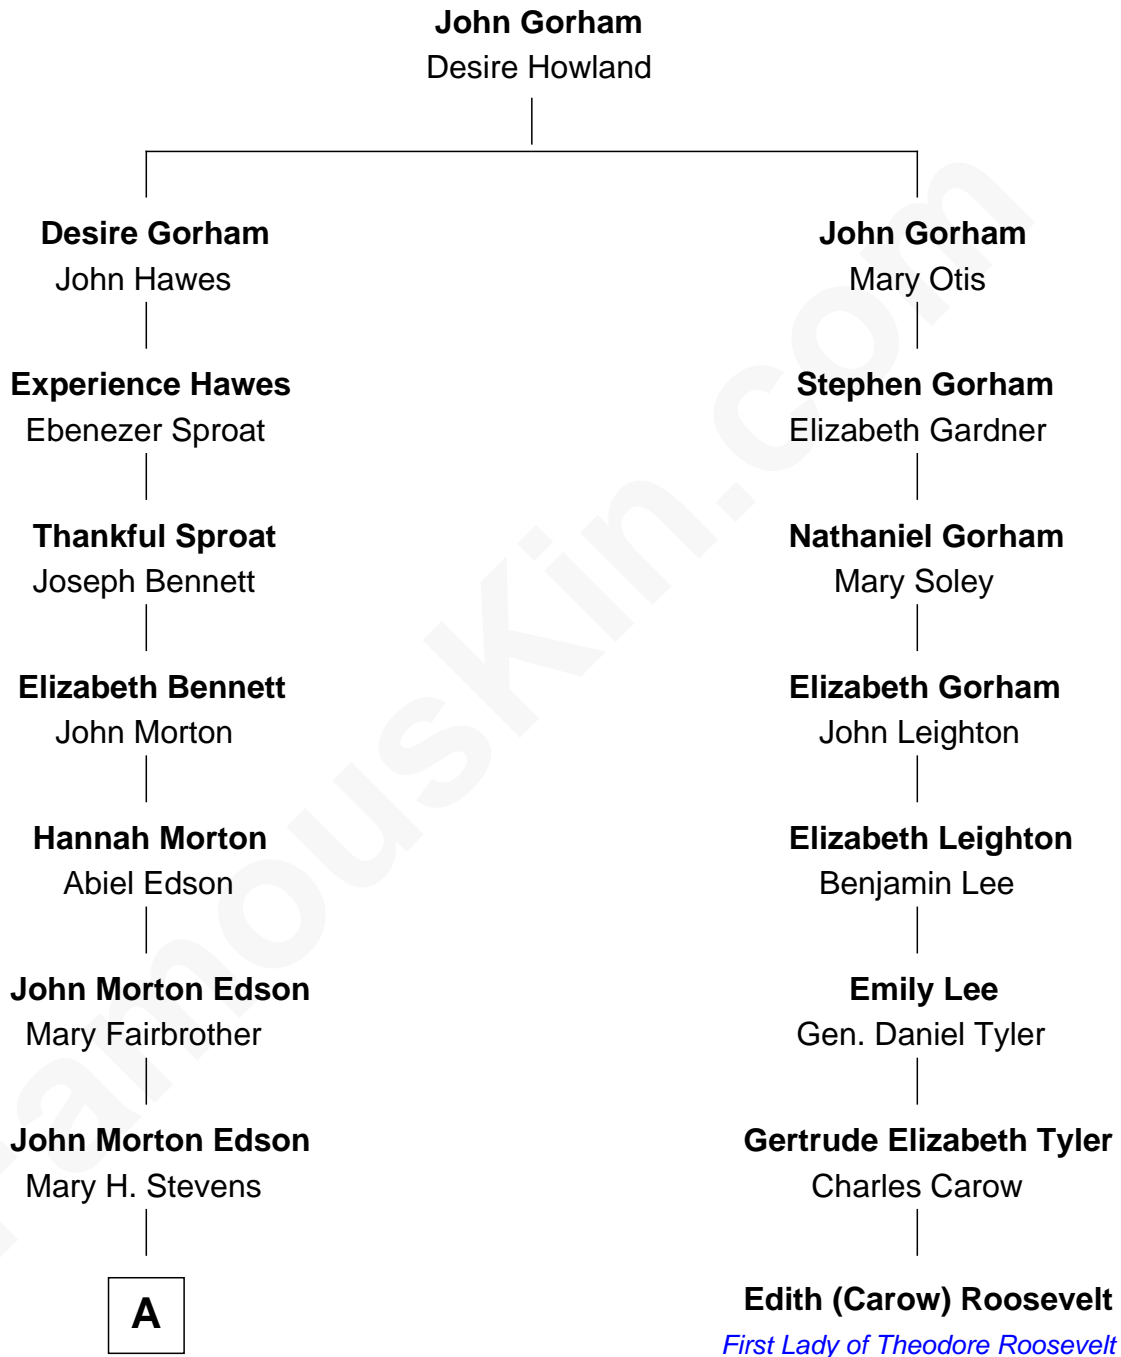 John Gorham
Desire Howland
Desire Gorham
John Hawes
John Gorham
Mary Otis
Experience Hawes
Ebenezer Sproat
Stephen Gorham
Elizabeth Gardner
Thankful Sproat
Joseph Bennett
Nathaniel Gorham
Mary Soley
Elizabeth Bennett
John Morton
Elizabeth Gorham
John Leighton
Hannah Morton
Abiel Edson
Elizabeth Leighton
Benjamin Lee
John Morton Edson
Mary Fairbrother
Emily Lee
Gen. Daniel Tyler
John Morton Edson
Mary H. Stevens
Gertrude Elizabeth Tyler
Charles Carow
A
Edith (Carow) Roosevelt
First Lady of Theodore Roosevelt
FamousKin.com